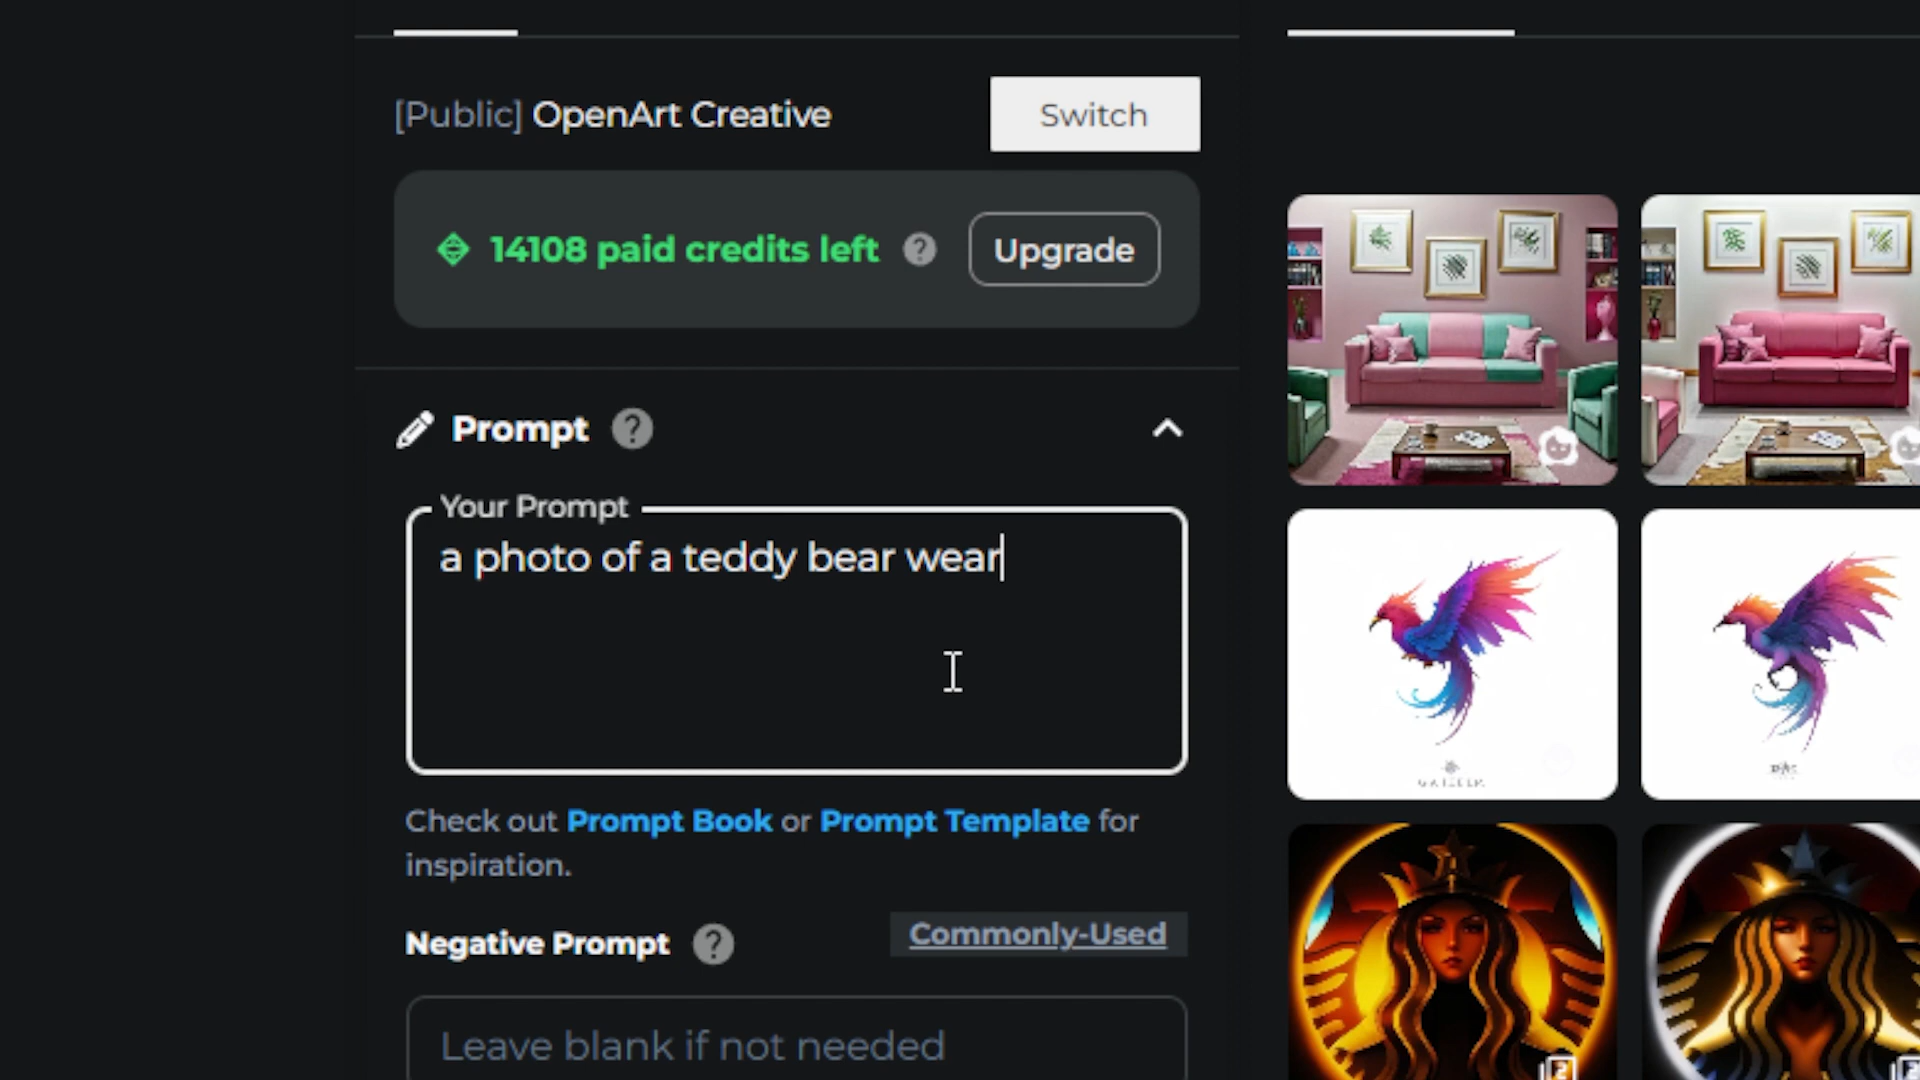 [Public] OpenArt Creative
Switch
14108 paid credits left
Upgrade
Prompt
Your Prompt
a photo of a teddy bear wear
Check out Prompt Book or Prompt Template for
inspiration.
Negative Prompt
Commonly-Used
Leave blank if not needed
2